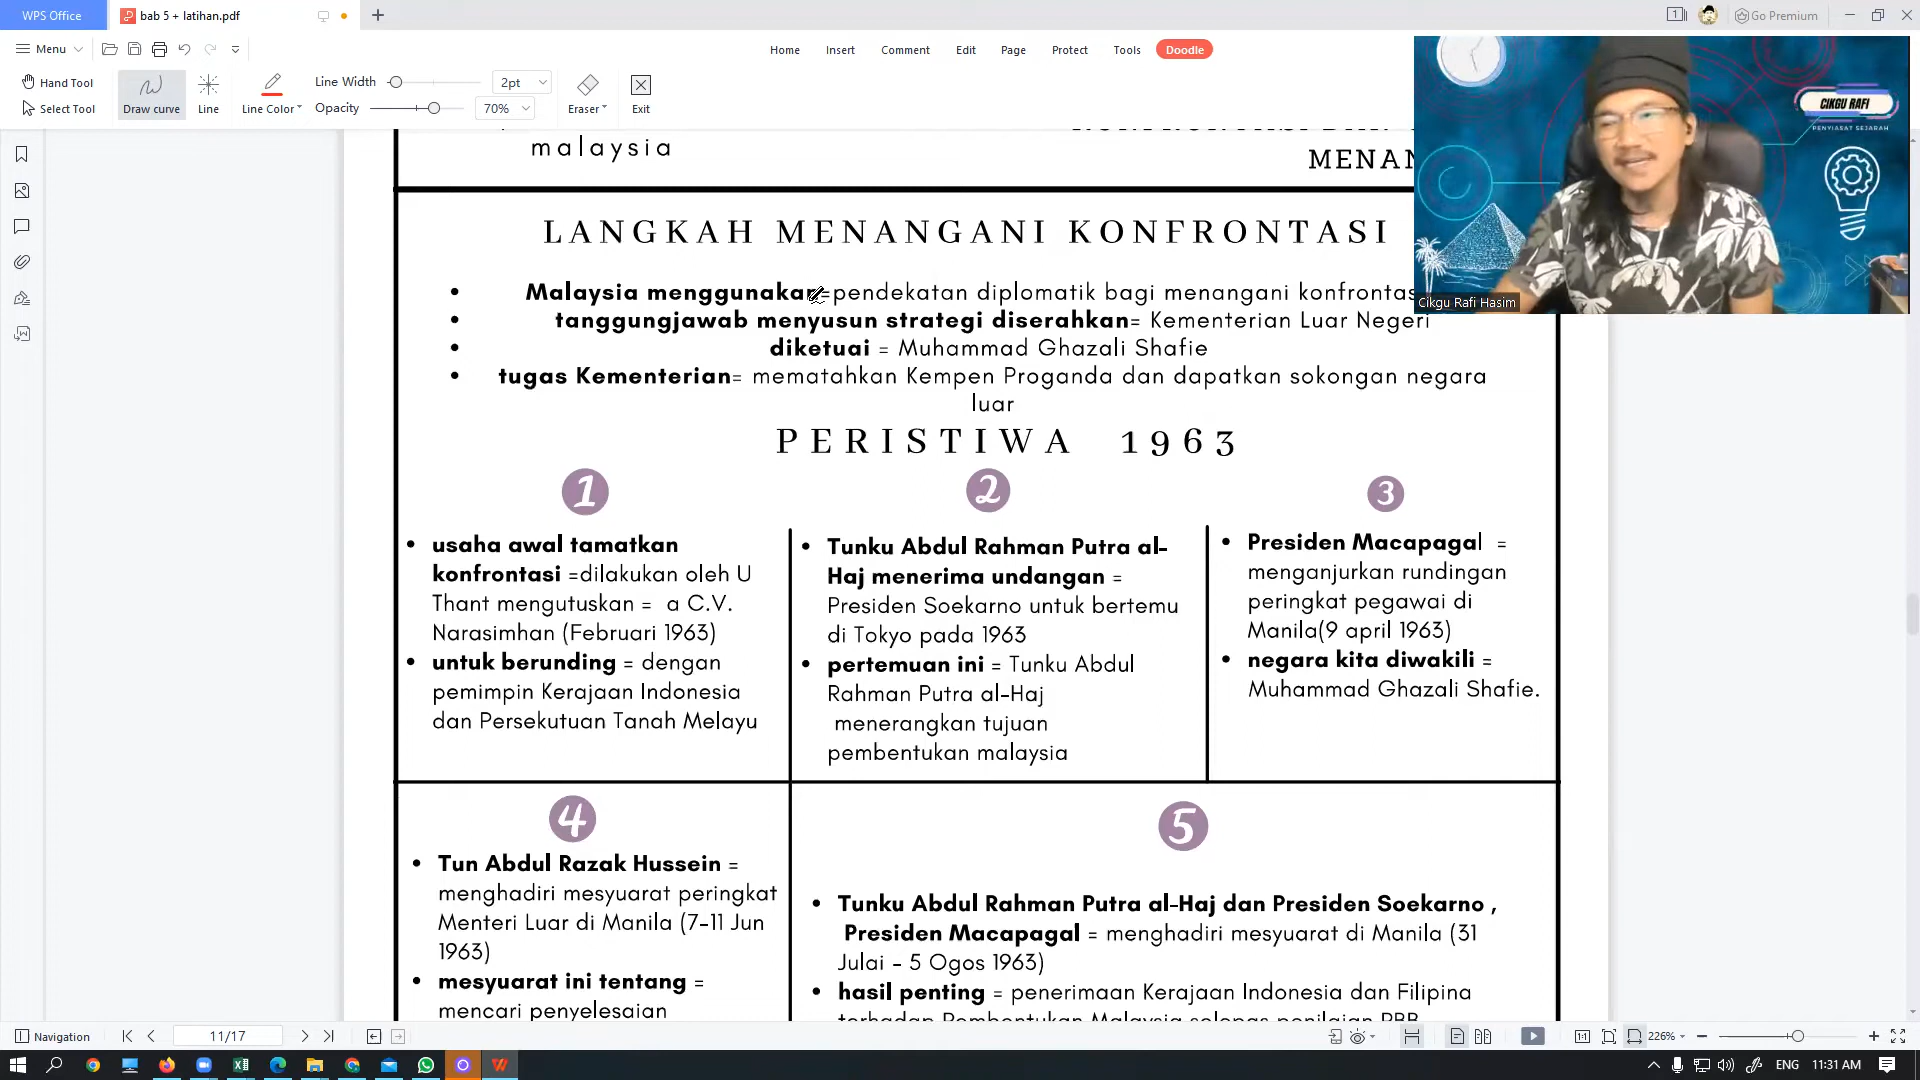 WPS Office
bab 5 + latihan.pdf
1
Go Premium
Menu
Home
Insert
Comment
Edit
Page
Protect
Tools
Doodle
Hand Tool
Select Tool
Draw curve
Line
Line Color
Line Width
2pt
Opacity
70%
Eraser
Exit
CIKGU RAFI
PENYIASAT SEJARAH
Cikgu Rafi Hasim
malaysia
LANGKAH MENANGANI KONFRONTASI
• Malaysia menggunakan=pendekatan diplomatik bagi menangani
• tanggungjawab menyusun strategi diserahkan= Kementerian Luar Negeri
• diketuai = Muhammad Ghazali Shafie
• tugas Kementerian= mematahkan Kempen Proganda dan dapatkan sokongan negara
luar
PERISTIWA 1963
1
• usaha awal tamatkan
konfrontasi =dilakukan oleh U
Thant mengutuskan = a C.V.
Narasimhan (Februari 1963)
• untuk berunding = dengan
pemimpin Kerajaan Indonesia
dan Persekutuan Tanah Melayu
2
• Tunku Abdul Rahman Putra al-
Haj menerima undangan =
Presiden Soekarno untuk bertemu
di Tokyo pada 1963
• pertemuan ini = Tunku Abdul
Rahman Putra al-Haj
menerangkan tujuan
pembentukan malaysia
3
• Presiden Macapagal =
menganjurkan rundingan
peringkat pegawai di
Manila(9 april 1963)
• negara kita diwakili =
Muhammad Ghazali Shafie.
4
• Tun Abdul Razak Hussein =
menghadiri mesyuarat peringkat
Menteri Luar di Manila (7-11 Jun
1963)
• mesyuarat ini tentang =
mencari penyelesaian
5
• Tunku Abdul Rahman Putra al-Haj dan Presiden Soekarno ,
Presiden Macapagal = menghadiri mesyuarat di Manila (31
Julai - 5 Ogos 1963)
• hasil penting = penerimaan Kerajaan Indonesia dan Filipina
terhadap Pembentukan Malaysia selepas penilaian PBB
Navigation
11/17
226%
ENG
11:31 AM